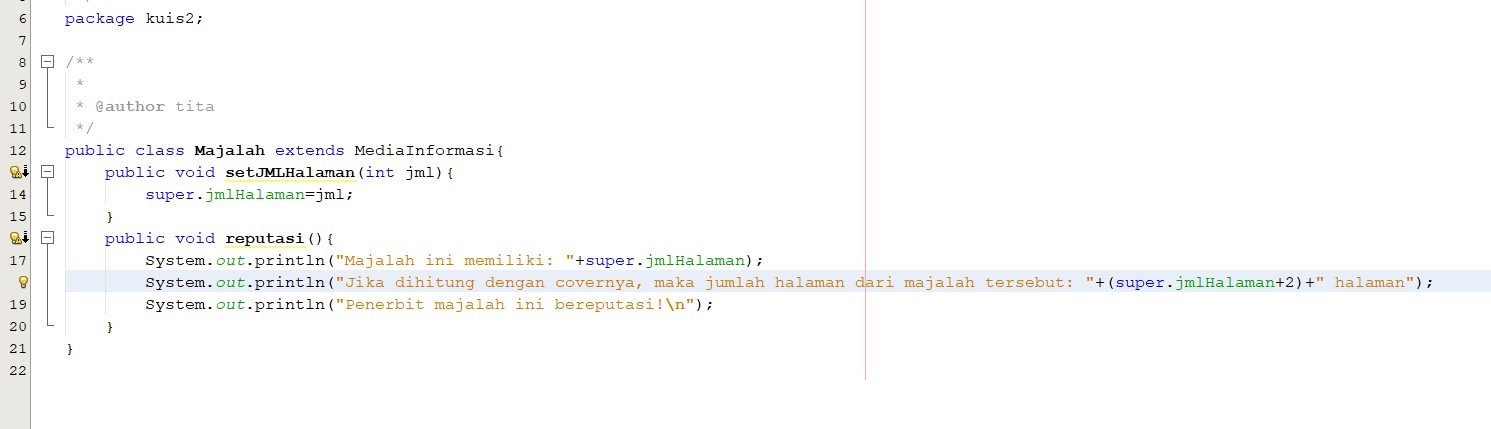 6 package kuis2;
7
8 /**
9 *
10 * @author tita
11 */
12 public class Majalah extends MediaInformasi{
public void setJMLHalaman(int jml){
14 super.jmlHalaman=jml;
15 }
public void reputasi(){
17 System.out.println("Majalah ini memiliki: "+super.jmlHalaman);
System.out.println("Jika dihitung dengan covernya, maka jumlah halaman dari majalah tersebut: "+(super.jmlHalaman+2)+" halaman");
19 System.out.println("Penerbit majalah ini bereputasi!\n");
20 }
21 }
22